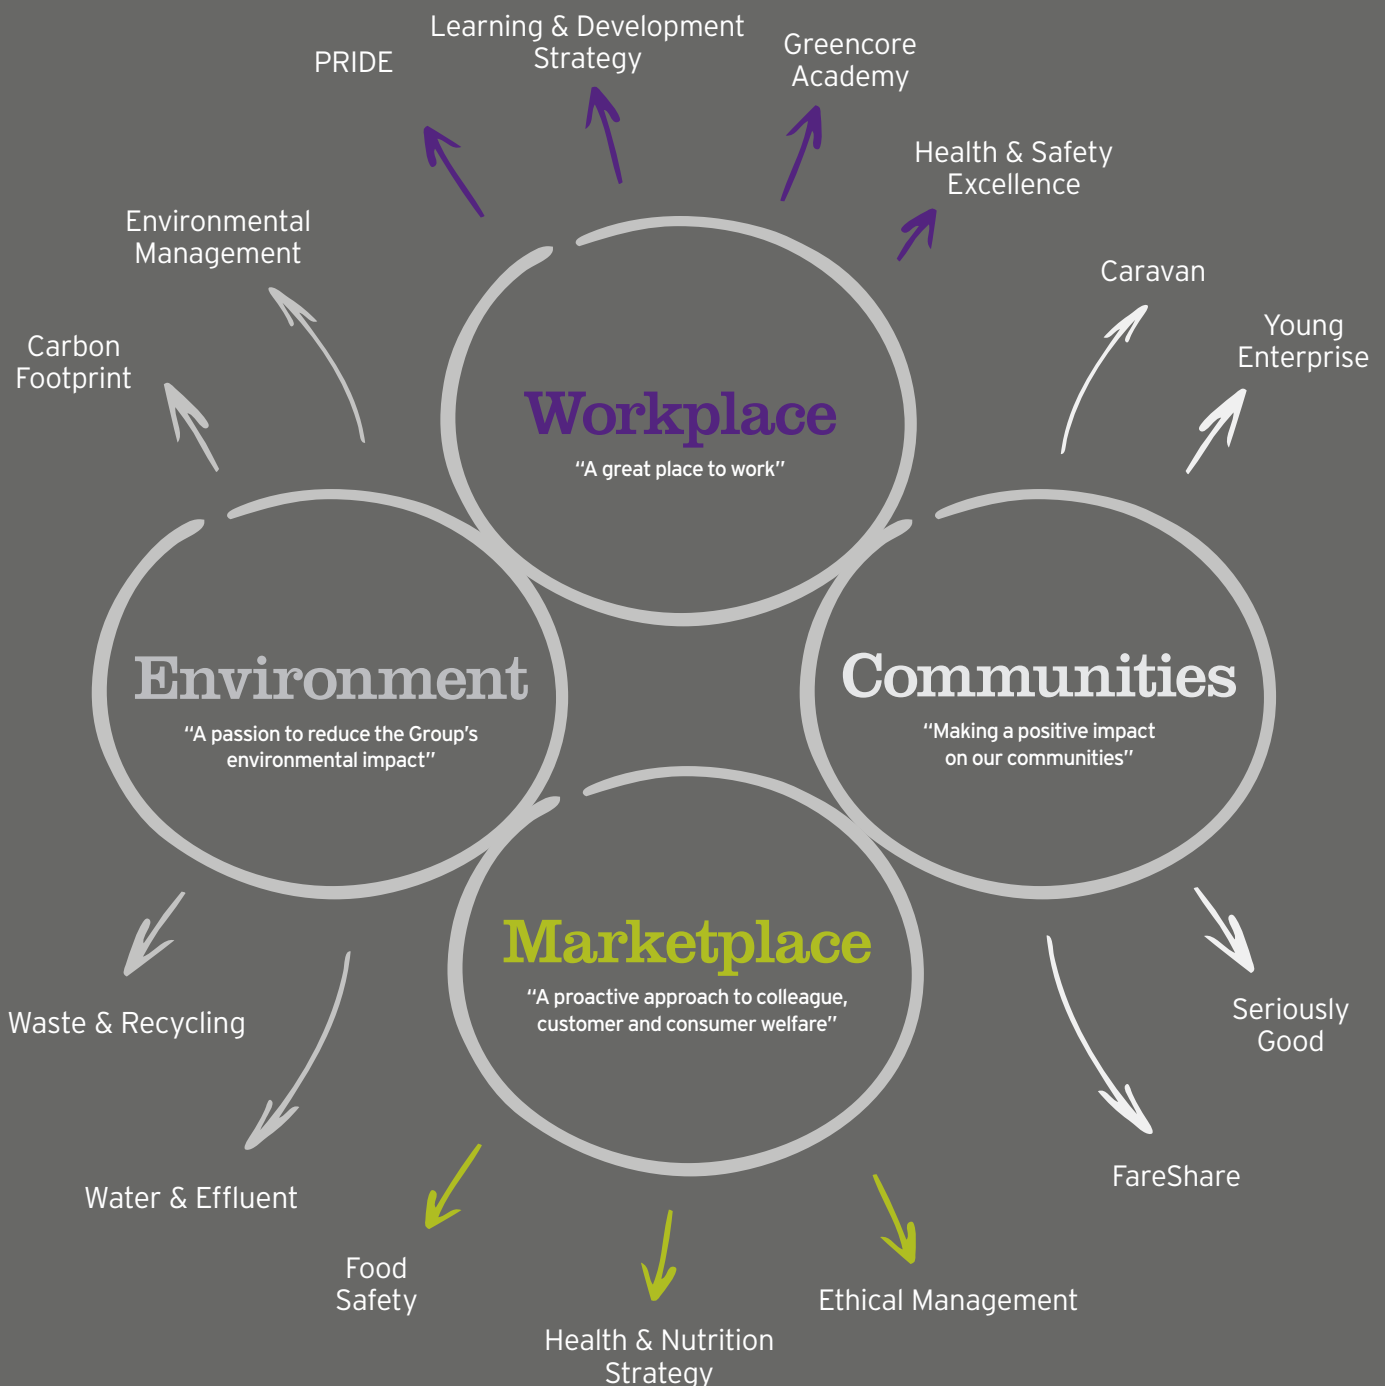 PRIDE
Learning & Development
Strategy
Greencore
Academy
Health & Safety
Excellence
Environmental
Management
Carbon
Footprint
Caravan
Young
Enterprise
Workplace
“A great place to work”
Environment
“A passion to reduce the Group’s
environmental impact”
Communities
“Making a positive impact
on our communities”
Marketplace
“A proactive approach to colleague,
customer and consumer welfare”
Waste & Recycling
Water & Effluent
Seriously
Good
FareShare
Food
Safety
Health & Nutrition
Strategy
Ethical Management